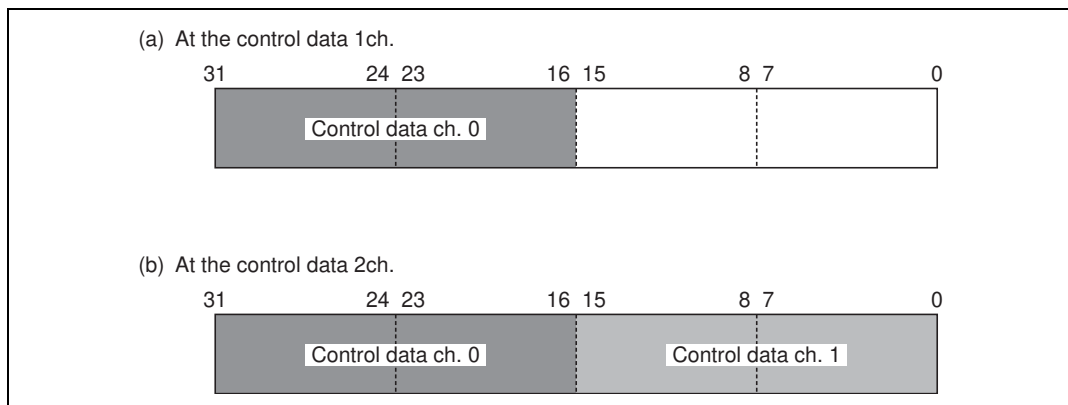 (a) At the control data 1ch.
31 24 23 16 15 8 7 0
Control data ch. 0
(b) At the control data 2ch.
31 24 23 16 15 8 7 0
Control data ch. 0 Control data ch. 1